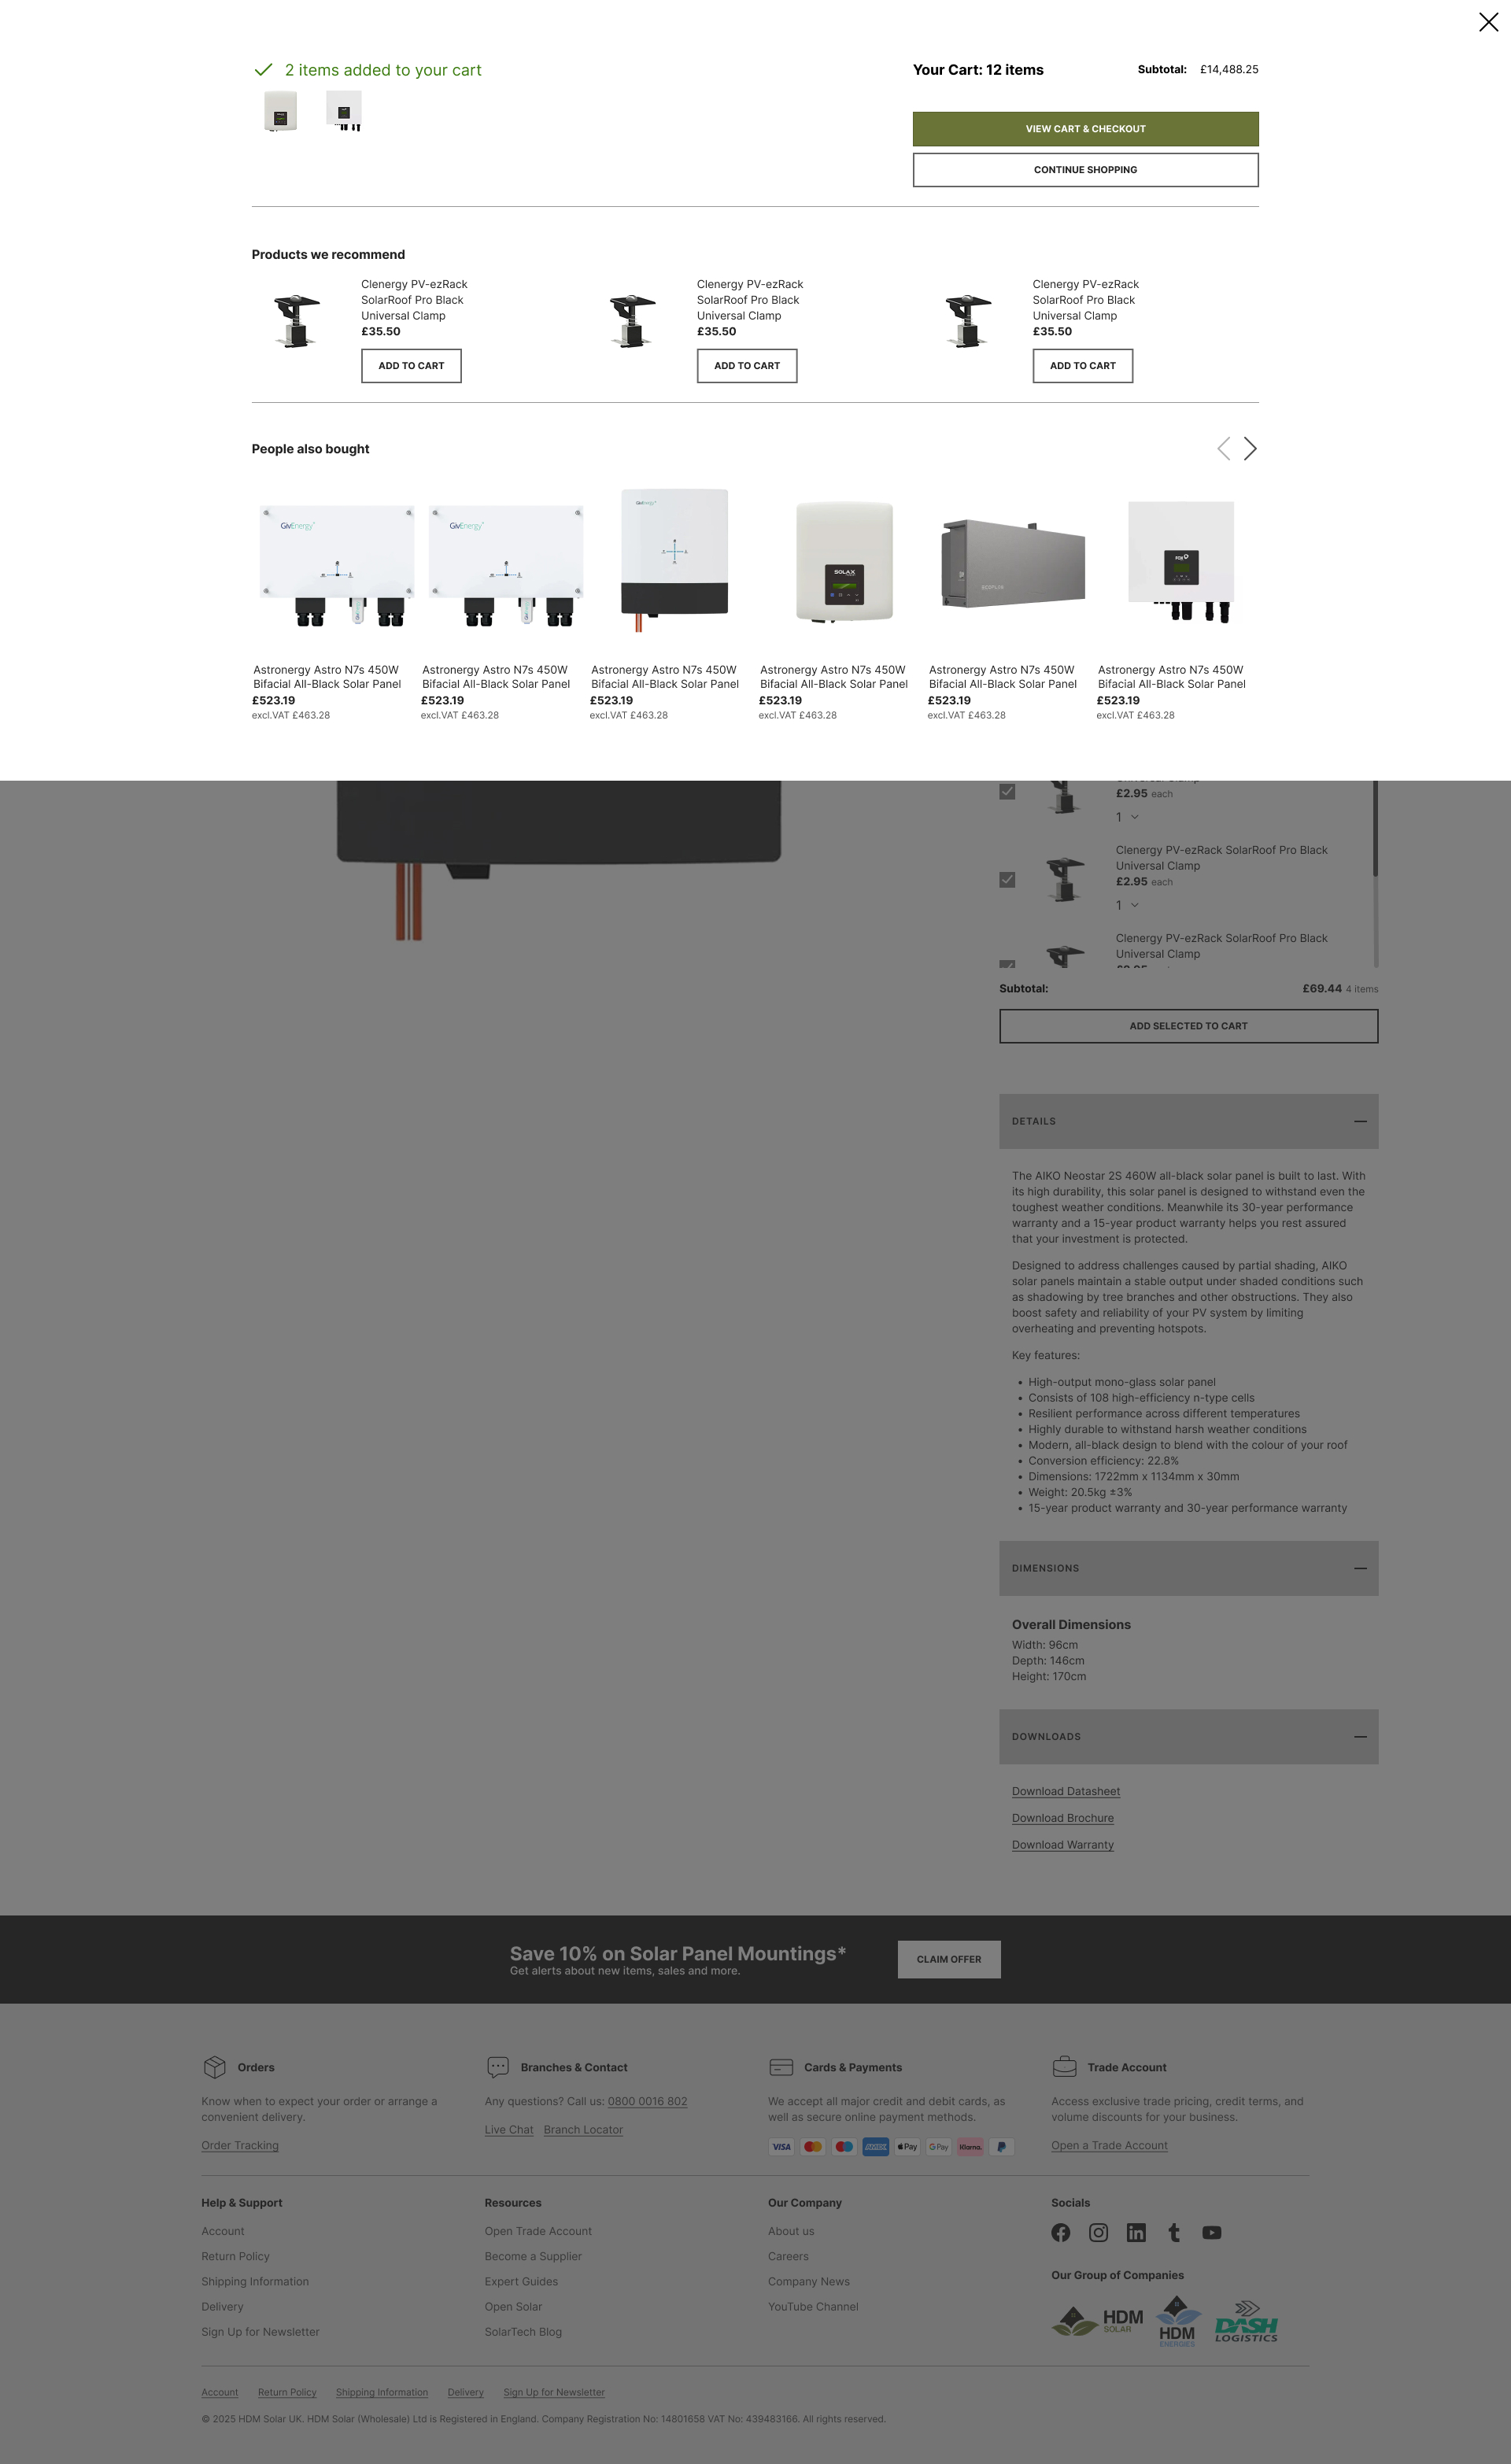 2 items added to your cart
Your Cart: 12 items
Subtotal: £14,488.25
VIEW CART & CHECKOUT
CONTINUE SHOPPING
Products we recommend
Clenergy PV-ezRack
SolarRoof Pro Black
Universal Clamp
£35.50
ADD TO CART
Clenergy PV-ezRack
SolarRoof Pro Black
Universal Clamp
£35.50
ADD TO CART
Clenergy PV-ezRack
SolarRoof Pro Black
Universal Clamp
£35.50
ADD TO CART
People also bought
GivEnergy
GivEnergy
GivEnergy
SOLAX
ECOFLOW
FOX
Astronergy Astro N7s 450W
Bifacial All-Black Solar Panel
£523.19
excl.VAT £463.28
Astronergy Astro N7s 450W
Bifacial All-Black Solar Panel
£523.19
excl.VAT £463.28
Astronergy Astro N7s 450W
Bifacial All-Black Solar Panel
£523.19
excl.VAT £463.28
Astronergy Astro N7s 450W
Bifacial All-Black Solar Panel
£523.19
excl.VAT £463.28
Astronergy Astro N7s 450W
Bifacial All-Black Solar Panel
£523.19
excl.VAT £463.28
Astronergy Astro N7s 450W
Bifacial All-Black Solar Panel
£523.19
excl.VAT £463.28
£2.95 each
1
Clenergy PV-ezRack SolarRoof Pro Black
Universal Clamp
£2.95 each
1
Clenergy PV-ezRack SolarRoof Pro Black
Universal Clamp
Subtotal: £69.44 4 items
ADD SELECTED TO CART
DETAILS
The AIKO Neostar 2S 460W all-black solar panel is built to last. With
its high durability, this solar panel is designed to withstand even the
toughest weather conditions. Meanwhile its 30-year performance
warranty and a 15-year product warranty helps you rest assured
that your investment is protected.
Designed to address challenges caused by partial shading, AIKO
solar panels maintain a stable output under shaded conditions such
as shadowing by tree branches and other obstructions. They also
boost safety and reliability of your PV system by limiting
overheating and preventing hotspots.
Key features:
• High-output mono-glass solar panel
• Consists of 108 high-efficiency n-type cells
• Resilient performance across different temperatures
• Highly durable to withstand harsh weather conditions
• Modern, all-black design to blend with the colour of your roof
• Conversion efficiency: 22.8%
• Dimensions: 1722mm x 1134mm x 30mm
• Weight: 20.5kg ±3%
• 15-year product warranty and 30-year performance warranty
DIMENSIONS
Overall Dimensions
Width: 96cm
Depth: 146cm
Height: 170cm
DOWNLOADS
Download Datasheet
Download Brochure
Download Warranty
Save 10% on Solar Panel Mountings*
Get alerts about new items, sales and more.
CLAIM OFFER
Orders
Know when to expect your order or arrange a
convenient delivery.
Order Tracking
Branches & Contact
Any questions? Call us: 0800 0016 802
Live Chat Branch Locator
Cards & Payments
We accept all major credit and debit cards, as
well as secure online payment methods.
VISA
Apple Pay
G Pay
Klarna.
Trade Account
Access exclusive trade pricing, credit terms, and
volume discounts for your business.
Open a Trade Account
Help & Support
Account
Return Policy
Shipping Information
Delivery
Sign Up for Newsletter
Resources
Open Trade Account
Become a Supplier
Expert Guides
Open Solar
SolarTech Blog
Our Company
About us
Careers
Company News
YouTube Channel
Socials
Our Group of Companies
HDM
SOLAR
HDM
ENERGIES
DASH
LOGISTICS
Account Return Policy Shipping Information Delivery Sign Up for Newsletter
© 2025 HDM Solar UK. HDM Solar (Wholesale) Ltd is Registered in England. Company Registration No: 14801658 VAT No: 439483166. All rights reserved.